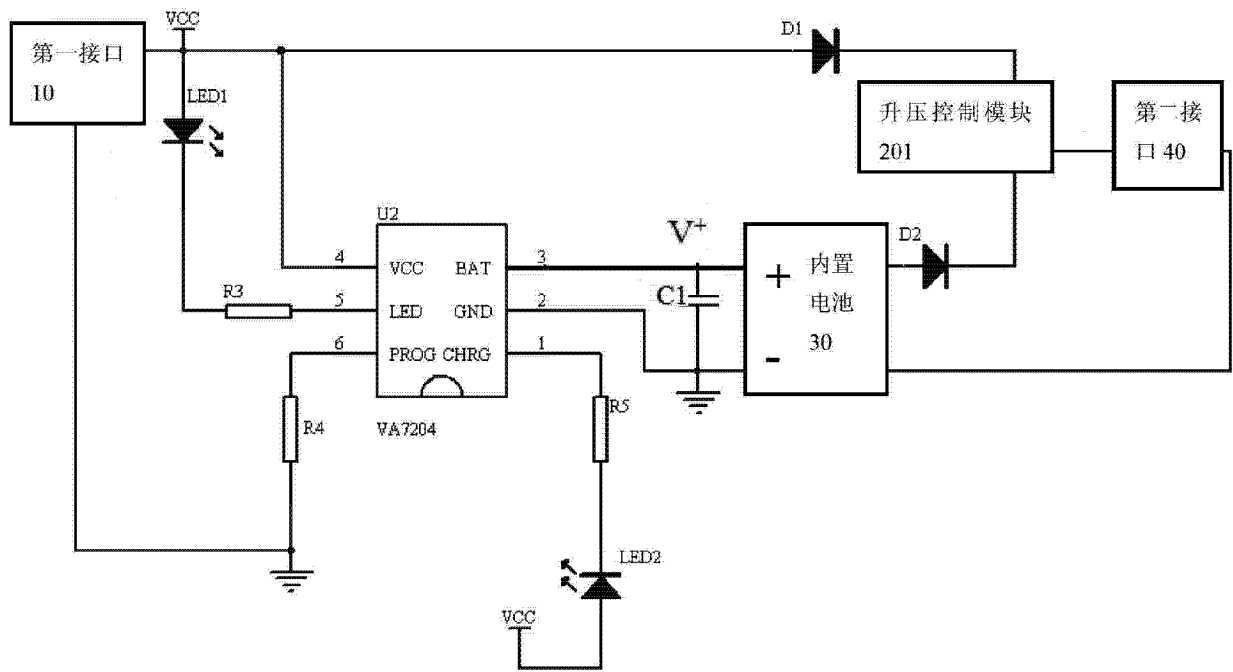 VCC
D1
第一接口
10
LED1
升压控制模块
201
第二接
口 40
U2
V+
D2
4
VCC
BAT
3
内置
电池
30
+
C1
R3
5
LED
GND
2
6
PROG
CHRG
1
-
R4
VA7204
R5
LED2
VCC